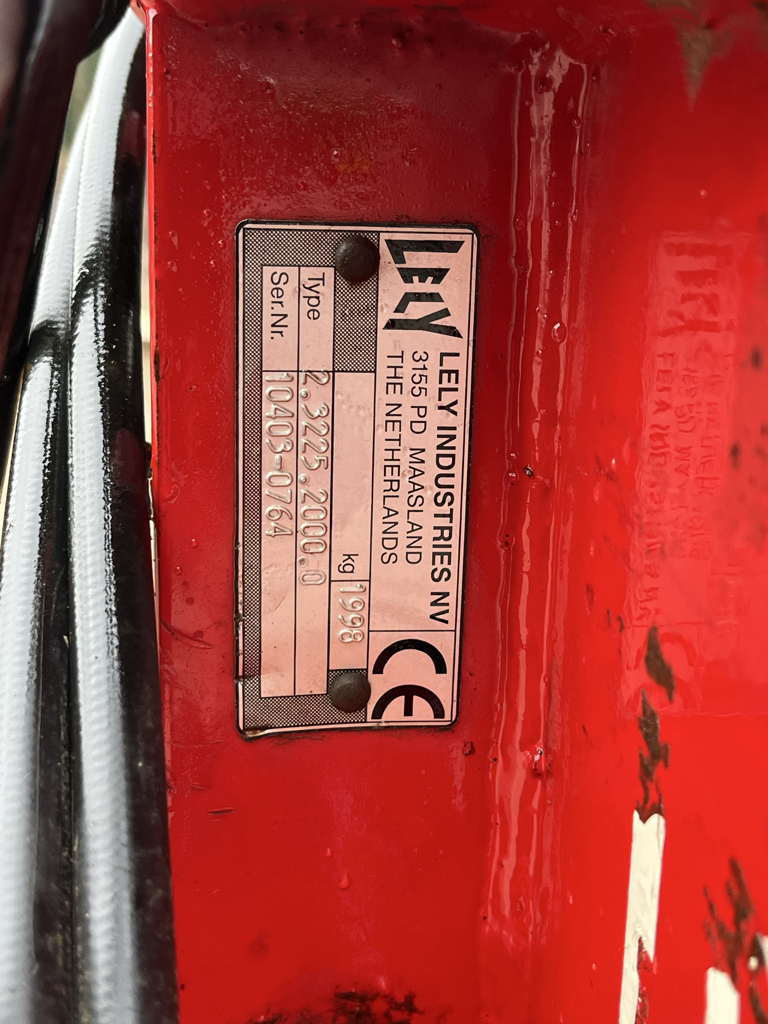 LELY
LELY INDUSTRIES NV
3155 PD MAASLAND
THE NETHERLANDS
CE
kg 1998
Type 2.3225.2000.0
Ser.Nr. 10403-0764